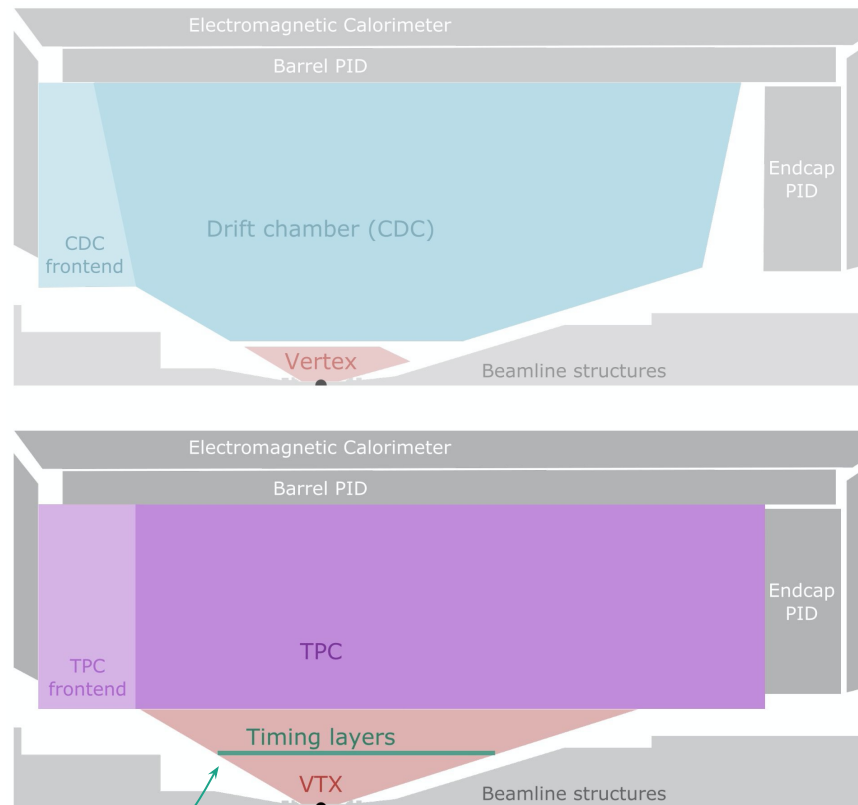 Electromagnetic Calorimeter
Barrel PID
Endcap
PID
Drift chamber (CDC)
CDC
frontend
Vertex
Beamline structures
Electromagnetic Calorimeter
Barrel PID
Endcap
PID
TPC
TPC
frontend
Timing layers
VTX
Beamline structures